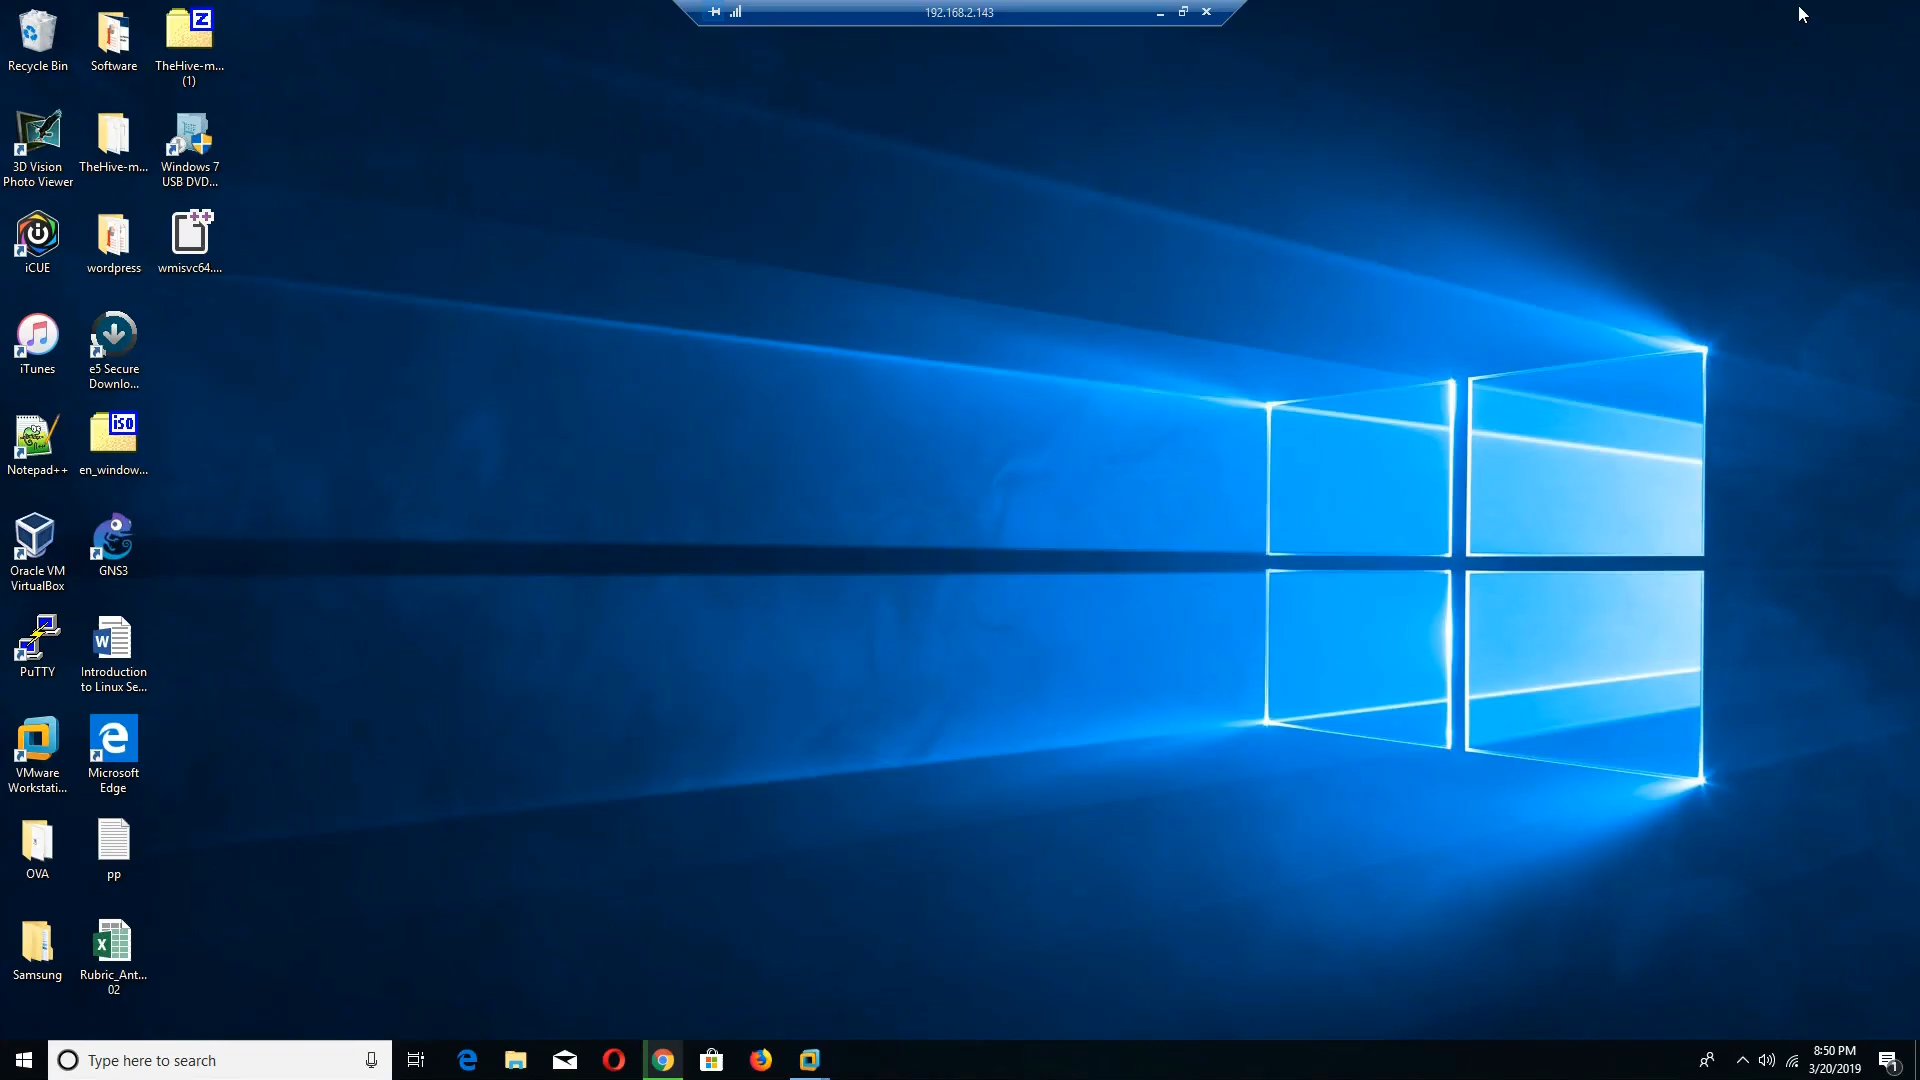 192.168.2.143
Recycle Bin
Software
TheHive-m...
(1)
3D Vision
Photo Viewer
TheHive-m...
Windows 7
USB DVD...
iCUE
wordpress
wmisvc64....
iTunes
e5 Secure
Downlo...
Notepad++
iso
en_window...
Oracle VM
VirtualBox
GNS3
PuTTY
Introduction
to Linux Se...
VMware
Workstati...
Microsoft
Edge
OVA
pp
Samsung
Rubric_Ant...
02
Type here to search
8:50 PM
3/20/2019
1